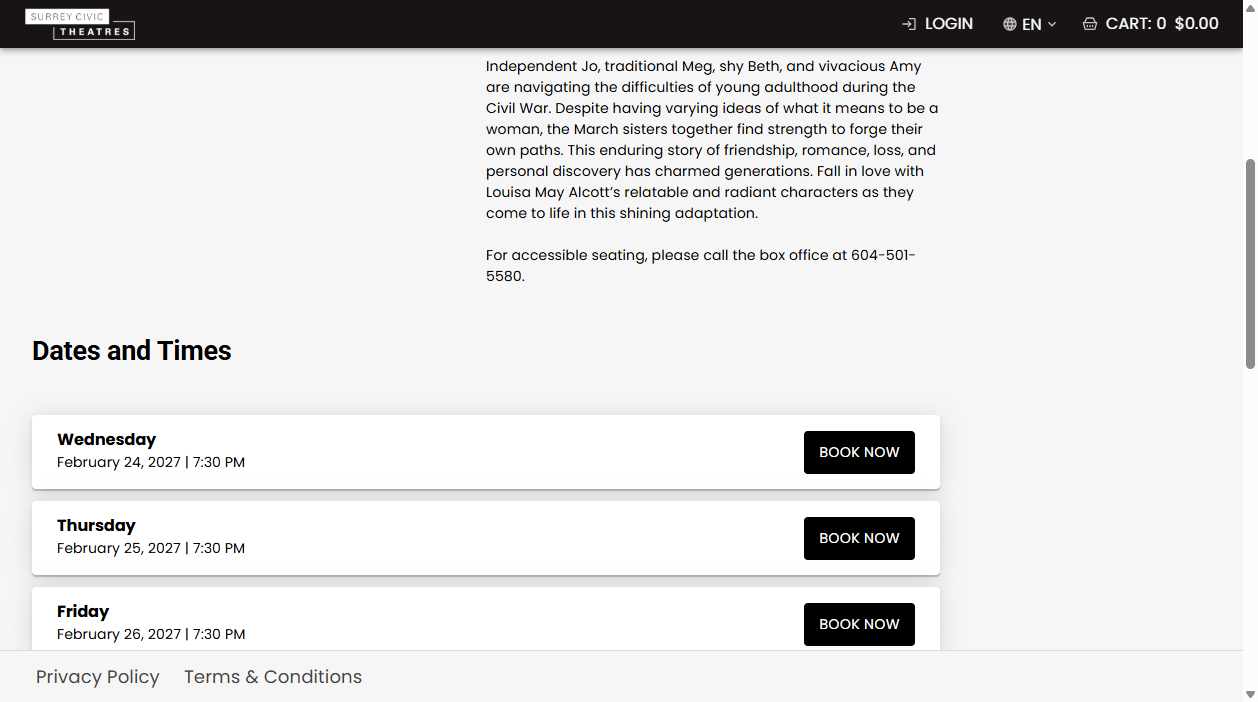 SURREY CIVIC
THEATRES
LOGIN
EN
CART: 0 $0.00
Independent Jo, traditional Meg, shy Beth, and vivacious Amy
are navigating the difficulties of young adulthood during the
Civil War. Despite having varying ideas of what it means to be a
woman, the March sisters together find strength to forge their
own paths. This enduring story of friendship, romance, loss, and
personal discovery has charmed generations. Fall in love with
Louisa May Alcott’s relatable and radiant characters as they
come to life in this shining adaptation.
For accessible seating, please call the box office at 604-501-
5580.
Dates and Times
Wednesday
February 24, 2027 | 7:30 PM
BOOK NOW
Thursday
February 25, 2027 | 7:30 PM
BOOK NOW
Friday
February 26, 2027 | 7:30 PM
BOOK NOW
Privacy Policy Terms & Conditions